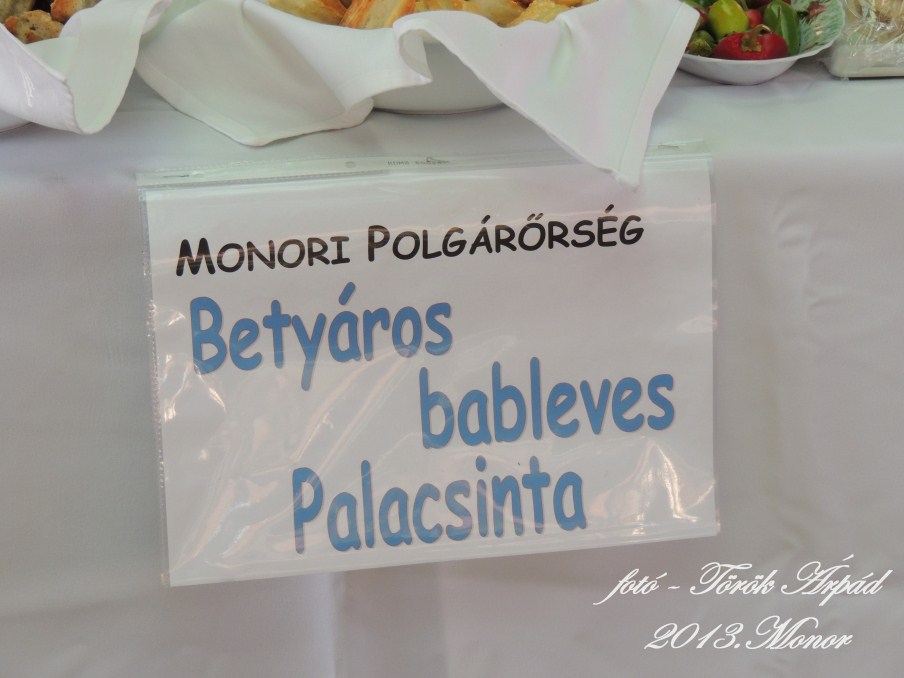 MONORI POLGÁRŐRSÉG
Betyáros
bableves
Palacsinta
fotó - Török Árpád
2013.Monor